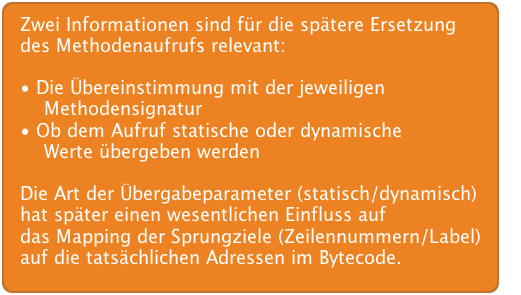 Zwei Informationen sind für die spätere Ersetzung
des Methodenaufrufs relevant:
• Die Übereinstimmung mit der jeweiligen
Methodensignatur
• Ob dem Aufruf statische oder dynamische
Werte übergeben werden
Die Art der Übergabeparameter (statisch/dynamisch)
hat später einen wesentlichen Einfluss auf
das Mapping der Sprungziele (Zeilennummern/Label)
auf die tatsächlichen Adressen im Bytecode.